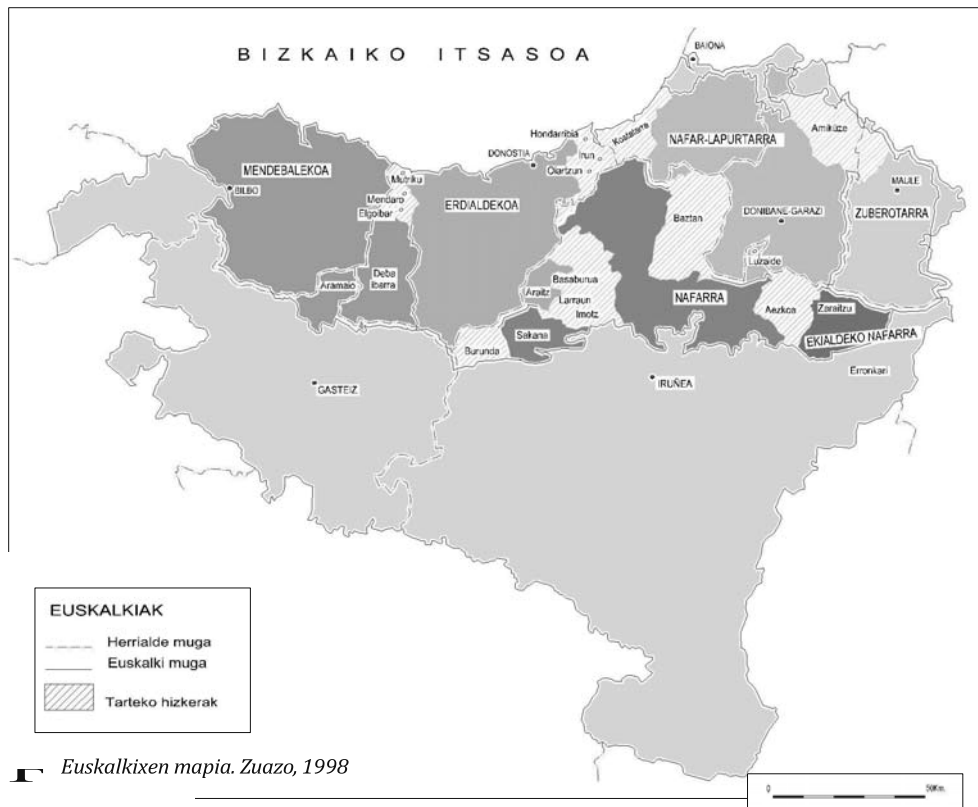 BIZKAIKO ITSASOA
BAIONA
Hondarribia
DONOSTIA
Irun
Oiartzun
Kostatarra
NAFAR-LAPURTARRA
Amiküze
MENDEBALEKOA
BILBO
Mutriku
Mendaro
Elgoibar
ERDIALDEKOA
MAULE
ZUBEROTARRA
Baztan
DONIBANE-GARAZI
Luzaide
Aramaio
Deba
ibarra
Basaburua
Araitz
Larraun
Imotz
NAFARRA
Aezkoa
Zaraitzu
EKIALDEKO NAFARRA
Sakana
Burunda
Erronkari
GASTEIZ
IRUÑEA
EUSKALKIAK
Herrialde muga
Euskalki muga
Tarteko hizkerak
Euskalkixen mapia. Zuazo, 1998
0 50Km.